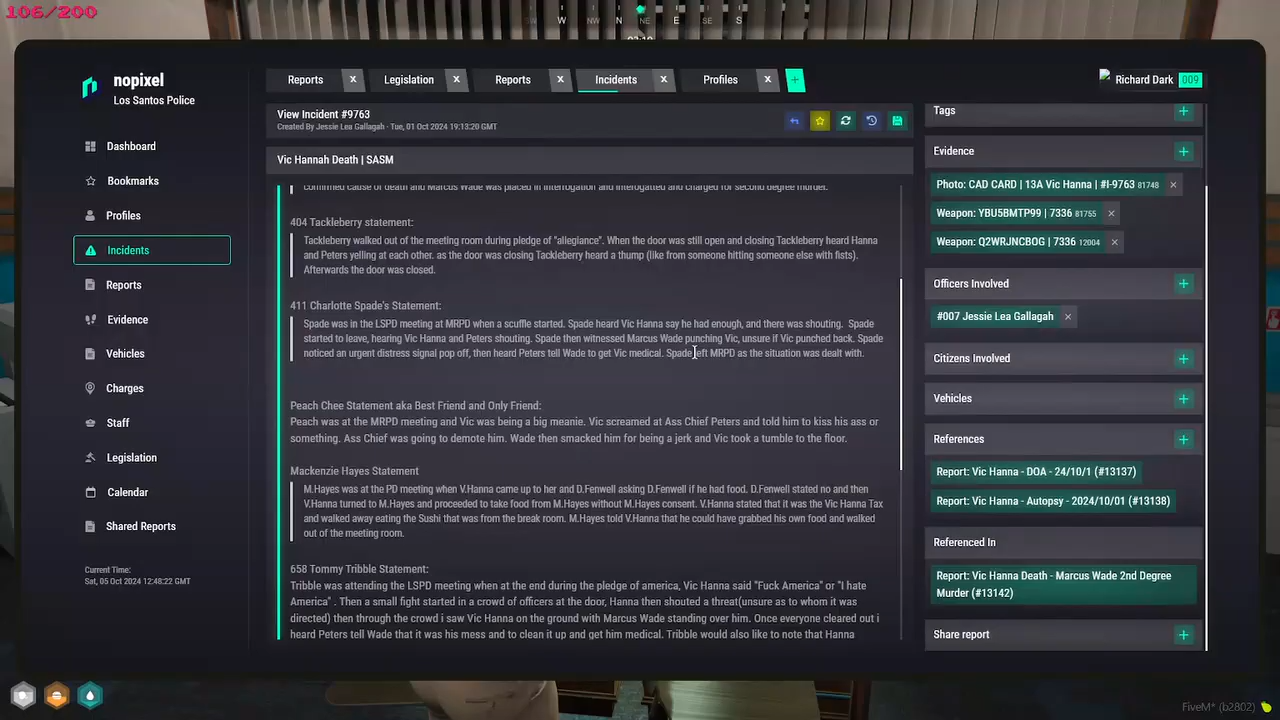 106/200
SW W NW N NE E SE S
nopixel
Los Santos Police
Reports x Legislation x Reports x Incidents x Profiles x +
Richard Dark 009
Dashboard
Bookmarks
Profiles
Incidents
Reports
Evidence
Vehicles
Charges
Staff
Legislation
Calendar
Shared Reports
Current Time:
Sat, 05 Oct 2024 12:48:22 GMT
View Incident #9763
Created By Jessie Lea Gallagah - Tue, 01 Oct 2024 19:13:20 GMT
Vic Hannah Death | SASM
confirmed cause of death and Marcus Wade was placed in interrogation and interogatted and charged for second degree murder.
404 Tackleberry statement:
Tackleberry walked out of the meeting room during pledge of "allegiance". When the door was still open and closing Tackleberry heard Hanna
and Peters yelling at each other. as the door was closing Tackleberry heard a thump (like from someone hitting someone else with fists).
Afterwards the door was closed.
411 Charlotte Spade's Statement:
Spade was in the LSPD meeting at MRPD when a scuffle started. Spade heard Vic Hanna say he had enough, and there was shouting. Spade
started to leave, hearing Vic Hanna and Peters shouting. Spade then witnessed Marcus Wade punching Vic, unsure if Vic punched back. Spade
noticed an urgent distress signal pop off, then heard Peters tell Wade to get Vic medical. Spade left MRPD as the situation was dealt with.
Peach Chee Statement aka Best Friend and Only Friend:
Peach was at the MRPD meeting and Vic was being a big meanie. Vic screamed at Ass Chief Peters and told him to kiss his ass or
something. Ass Chief was going to demote him. Wade then smacked him for being a jerk and Vic took a tumble to the floor.
Mackenzie Hayes Statement
M.Hayes was at the PD meeting when V.Hanna came up to her and D.Fenwell asking D.Fenwell if he had food. D.Fenwell stated no and then
V.Hanna turned to M.Hayes and proceeded to take food from M.Hayes without M.Hayes consent. V.Hanna stated that it was the Vic Hanna Tax
and walked away eating the Sushi that was from the break room. M.Hayes told V.Hanna that he could have grabbed his own food and walked
out of the meeting room.
658 Tommy Tribble Statement:
Tribble was attending the LSPD meeting when at the end during the pledge of america, Vic Hanna said "Fuck America" or "I hate
America" . Then a small fight started in a crowd of officers at the door, Hanna then shouted a threat(unsure as to whom it was
directed) then through the crowd i saw Vic Hanna on the ground with Marcus Wade standing over him. Once everyone cleared out i
heard Peters tell Wade that it was his mess and to clean it up and get him medical. Tribble would also like to note that Hanna
Tags +
Evidence +
Photo: CAD CARD | 13A Vic Hanna | #I-9763 81748 x
Weapon: YBU5BMTP99 | 7336 81755 x
Weapon: Q2WRJNCBOG | 7336 12004 x
Officers Involved +
#007 Jessie Lea Gallagah x
Citizens Involved +
Vehicles +
References +
Report: Vic Hanna - DOA - 24/10/1 (#13137)
Report: Vic Hanna - Autopsy - 2024/10/01 (#13138)
Referenced In
Report: Vic Hanna Death - Marcus Wade 2nd Degree
Murder (#13142)
Share report +
FiveM* (b2802)